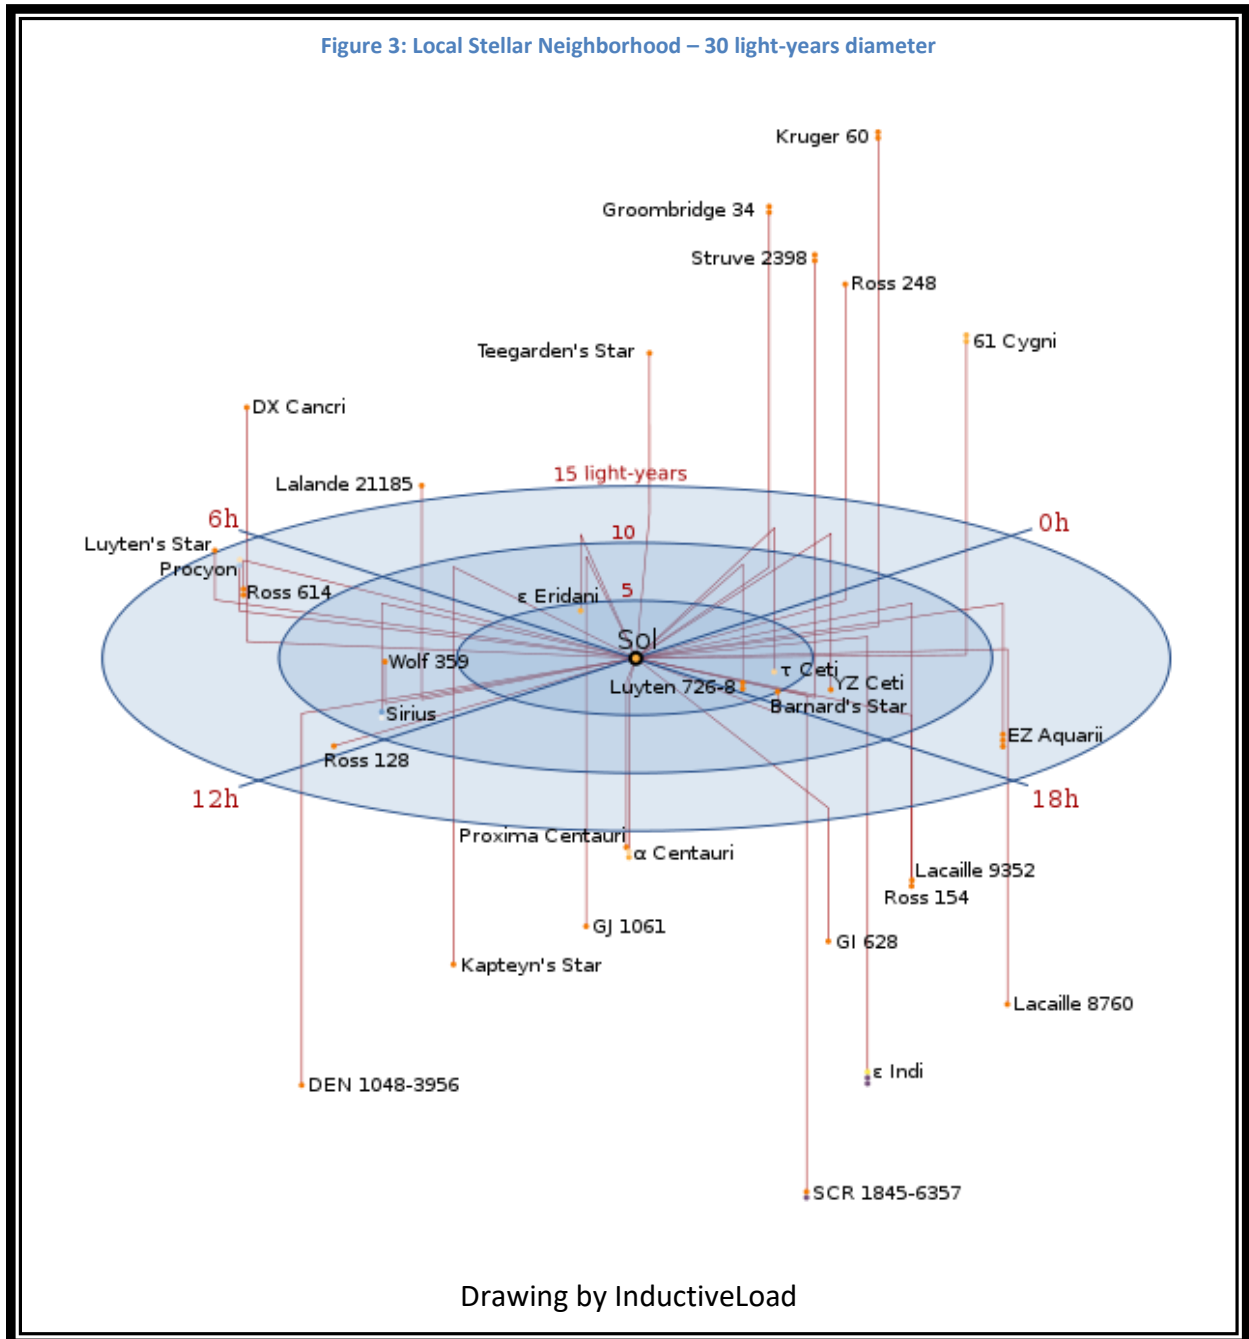 Figure 3: Local Stellar Neighborhood – 30 light-years diameter
Kruger 60
Groombridge 34
Struve 2398
Ross 248
61 Cygni
Teegarden's Star
DX Cancri
15 light-years
Lalande 21185
6h
0h
10
Luyten's Star
Procyon
Ross 614
ε Eridani
5
Sol
Wolf 359
τ Ceti
YZ Ceti
Luyten 726-8
Barnard's Star
Sirius
EZ Aquarii
Ross 128
12h
18h
Proxima Centauri
α Centauri
Lacaille 9352
Ross 154
GJ 1061
GI 628
Kapteyn's Star
Lacaille 8760
ε Indi
DEN 1048-3956
SCR 1845-6357
Drawing by InductiveLoad